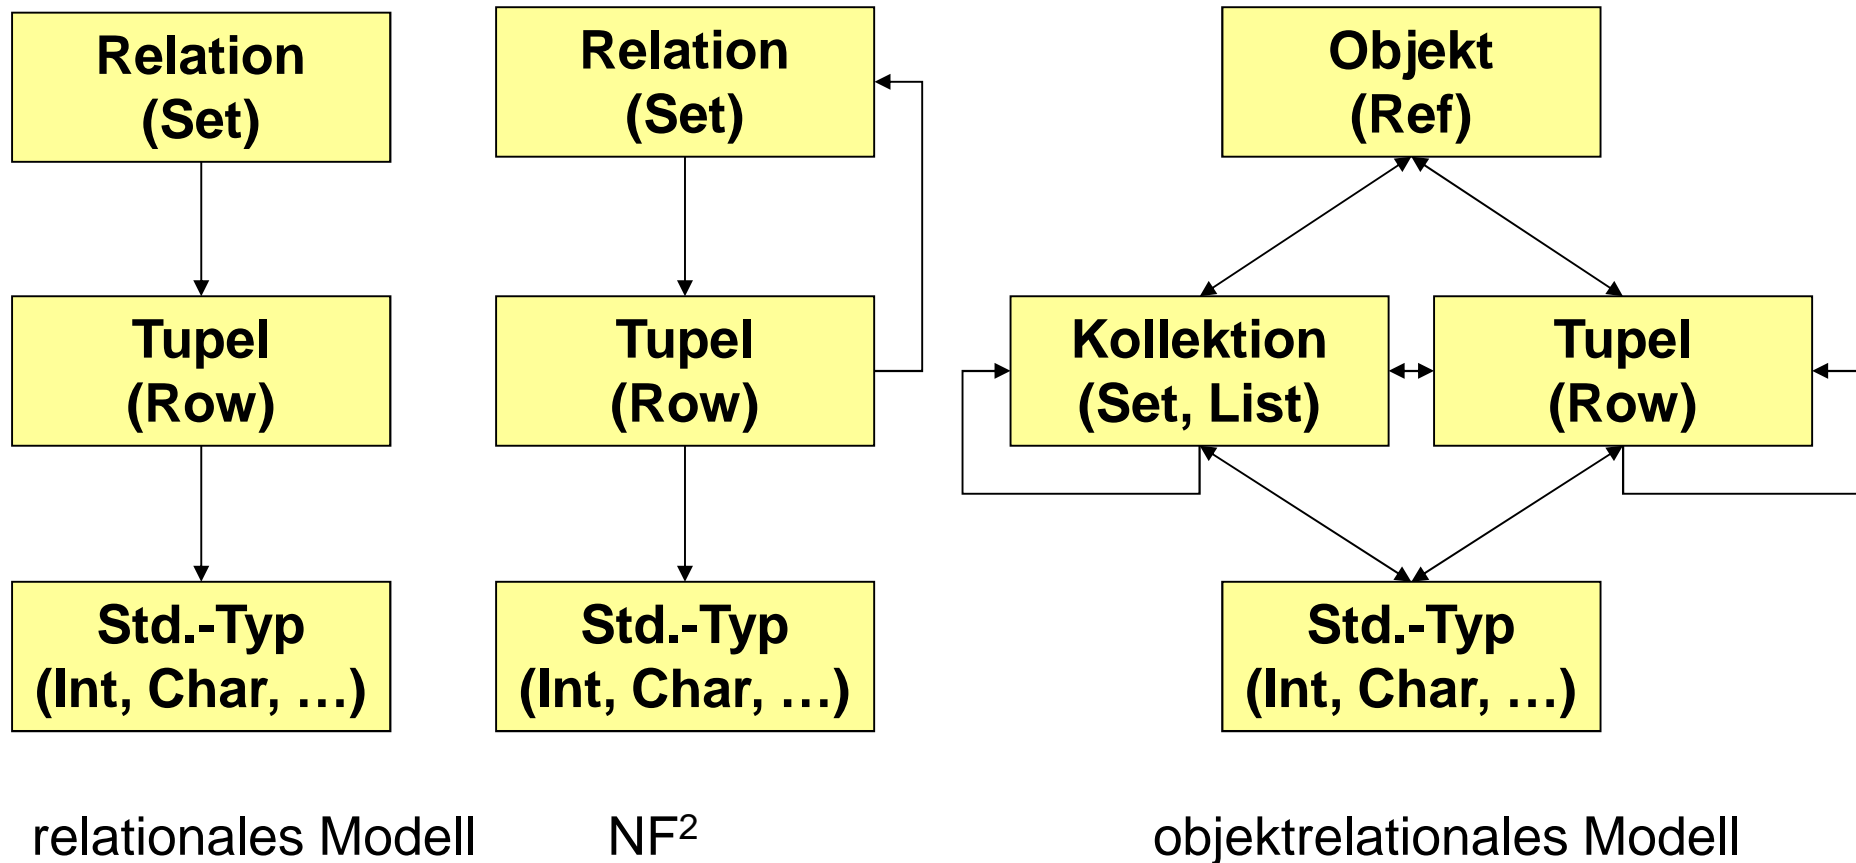 Relation
(Set)
Tupel
(Row)
Std.-Typ
(Int, Char, …)
relationales Modell
Relation
(Set)
Tupel
(Row)
Std.-Typ
(Int, Char, …)
NF²
Objekt
(Ref)
Kollektion
(Set, List)
Tupel
(Row)
Std.-Typ
(Int, Char, …)
objektrelationales Modell